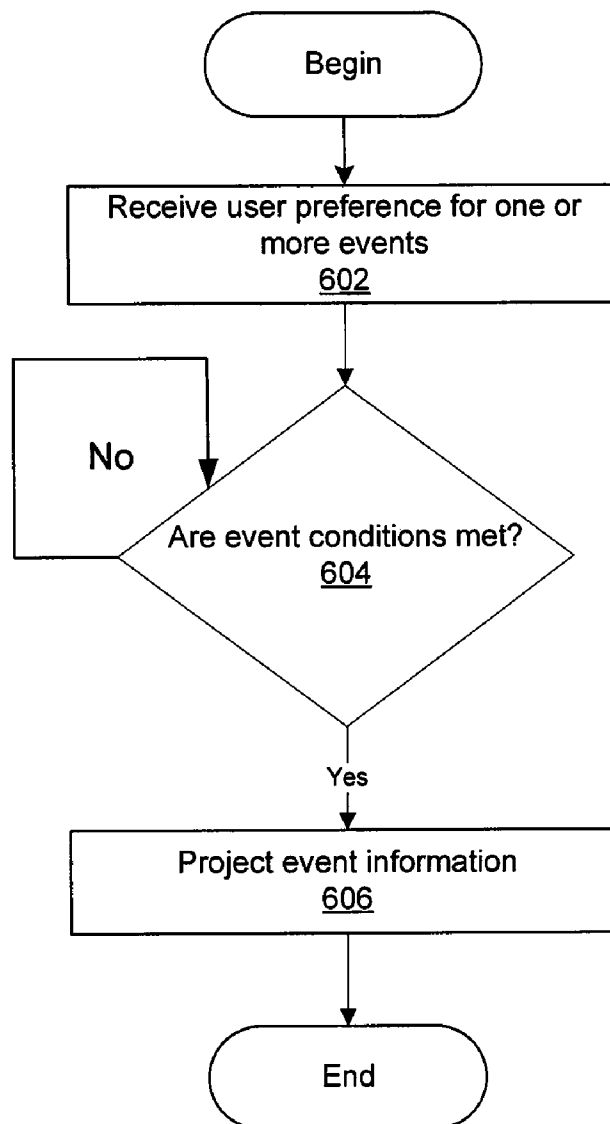 Begin
Receive user preference for one or
more events
602
No
Are event conditions met?
604
Yes
Project event information
606
End